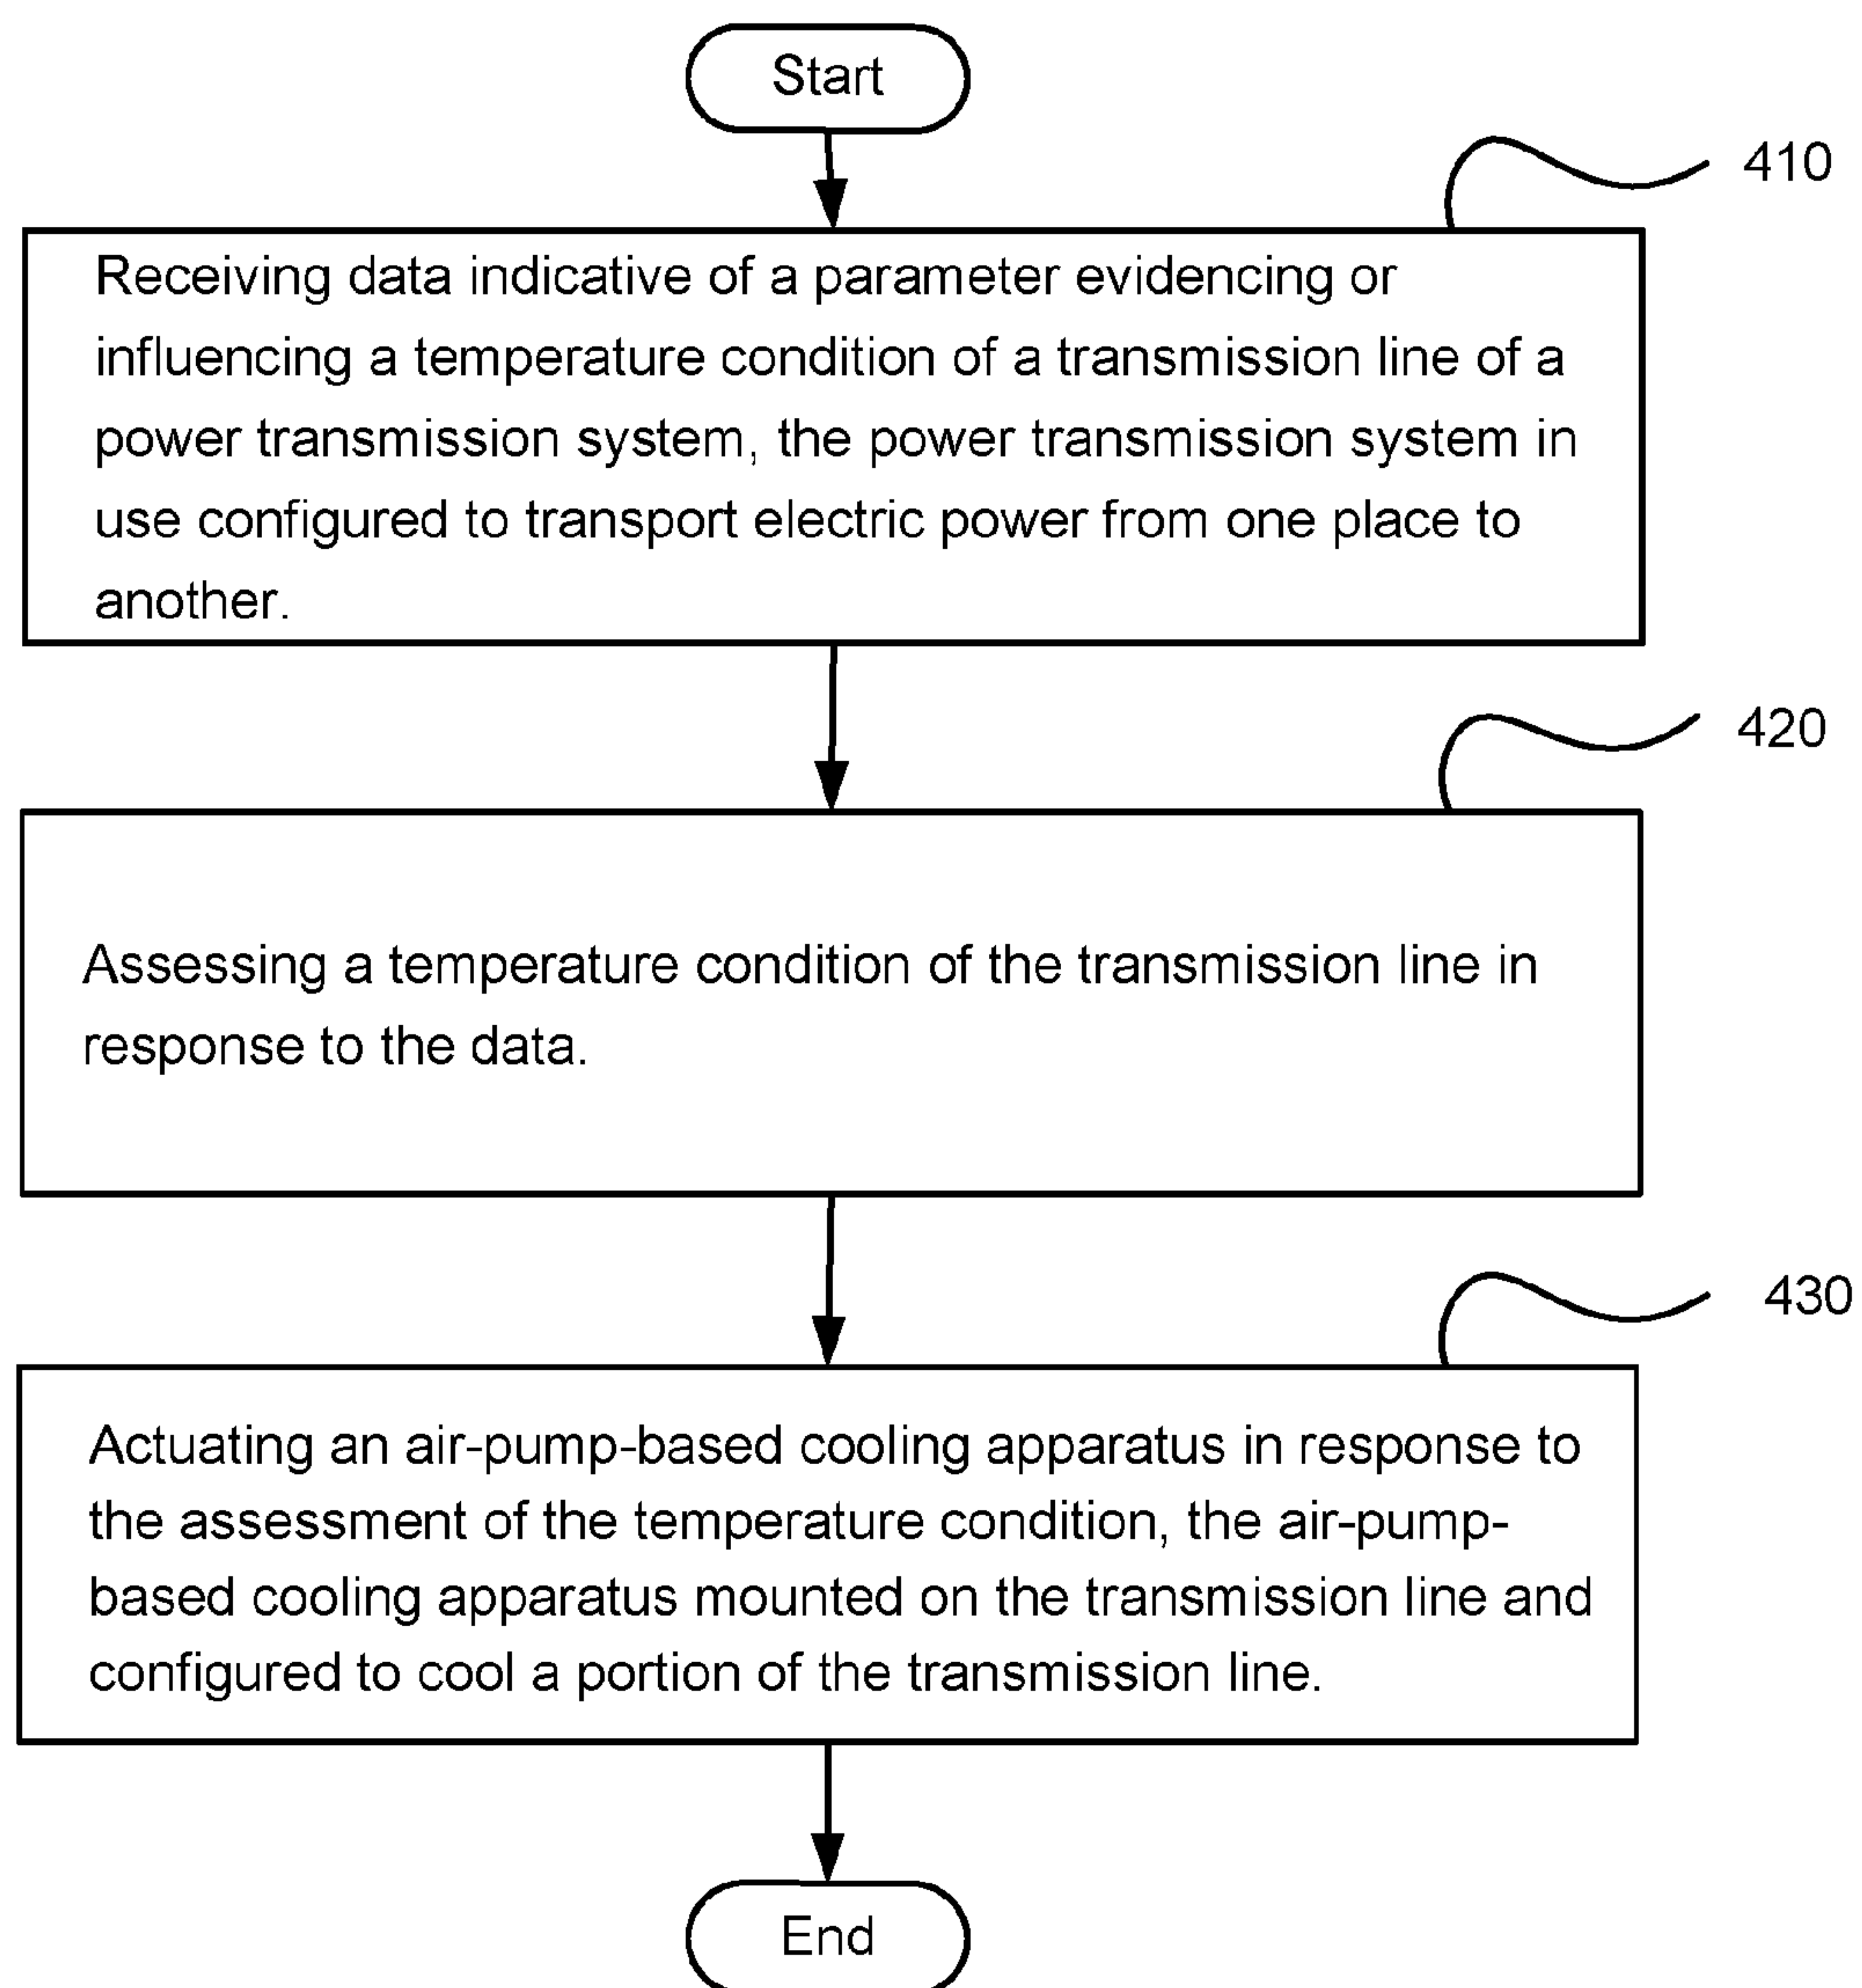 Start
410
Receiving data indicative of a parameter evidencing or
influencing a temperature condition of a transmission line of a
power transmission system, the power transmission system in
use configured to transport electric power from one place to
another.
420
Assessing a temperature condition of the transmission line in
response to the data.
430
Actuating an air-pump-based cooling apparatus in response to
the assessment of the temperature condition, the air-pump-
based cooling apparatus mounted on the transmission line and
configured to cool a portion of the transmission line.
End